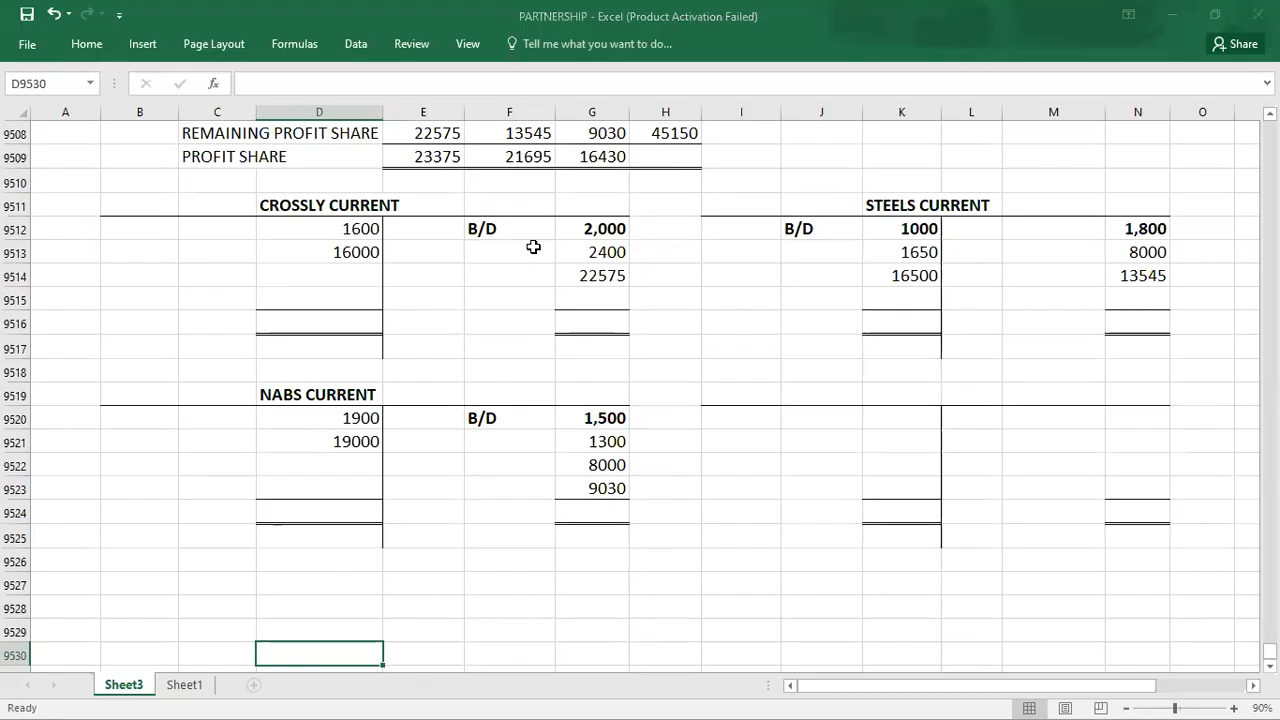 PARTNERSHIP - Excel (Product Activation Failed)
File Home Insert Page Layout Formulas Data Review View Tell me what you want to do... Share
D9530 fx
A B C D E F G H I J K L M N O
9508 REMAINING PROFIT SHARE 22575 13545 9030 45150
9509 PROFIT SHARE 23375 21695 16430
9510
9511 CROSSLY CURRENT STEELS CURRENT
9512 1600 B/D 2,000 B/D 1000 1,800
9513 16000 2400 1650 8000
9514 22575 16500 13545
9515
9516
9517
9518
9519 NABS CURRENT
9520 1900 B/D 1,500
9521 19000 1300
9522 8000
9523 9030
9524
9525
9526
9527
9528
9529
9530
Sheet3 Sheet1
Ready 90%